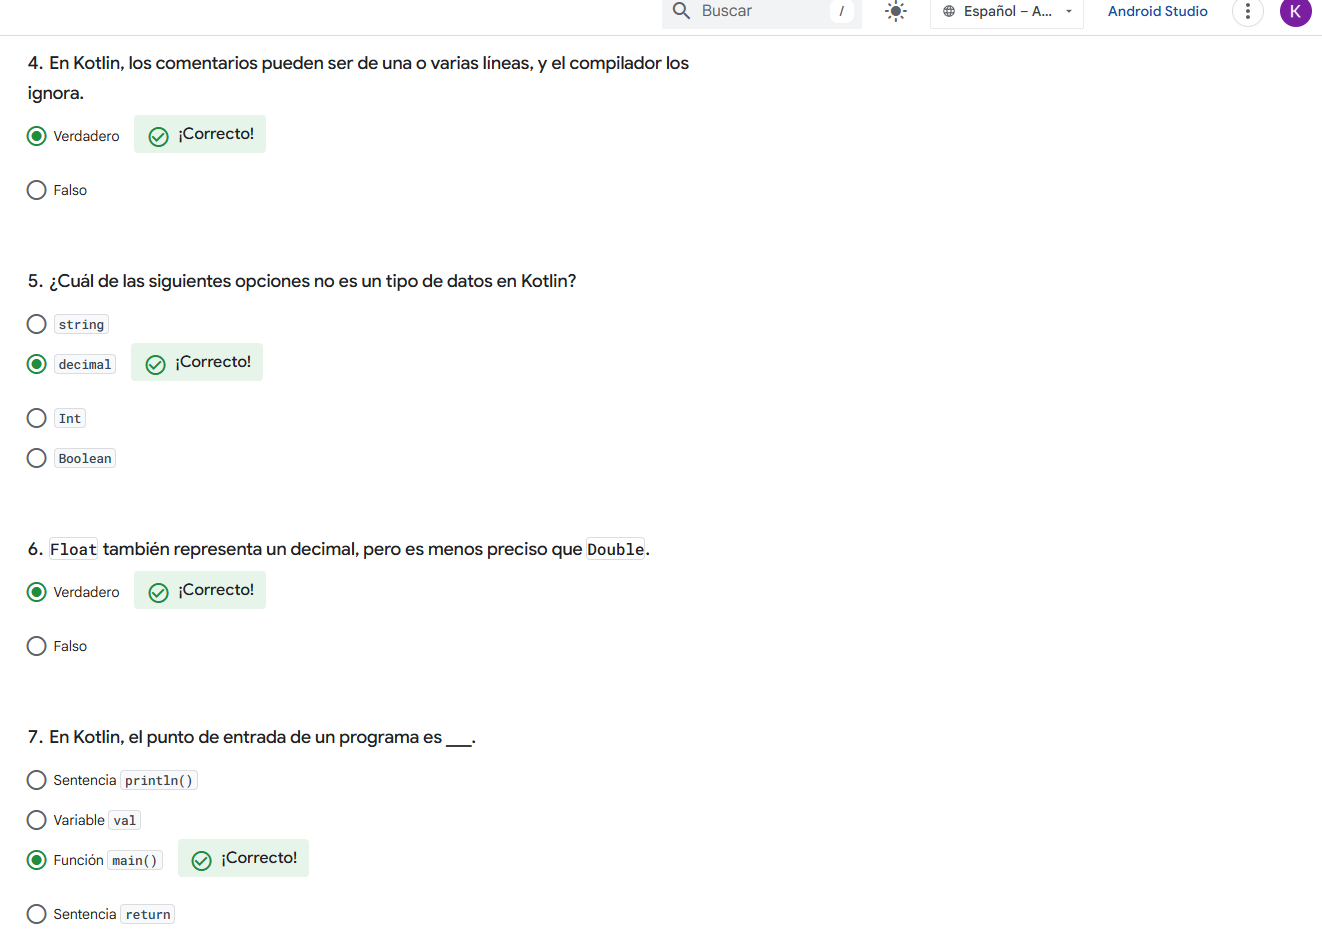 Buscar
/
Español – A...
Android Studio
K
4. En Kotlin, los comentarios pueden ser de una o varias líneas, y el compilador los
ignora.
Verdadero
¡Correcto!
Falso
5. ¿Cuál de las siguientes opciones no es un tipo de datos en Kotlin?
string
decimal
¡Correcto!
Int
Boolean
6. Float también representa un decimal, pero es menos preciso que Double.
Verdadero
¡Correcto!
Falso
7. En Kotlin, el punto de entrada de un programa es ___.
Sentencia println()
Variable val
Función main()
¡Correcto!
Sentencia return